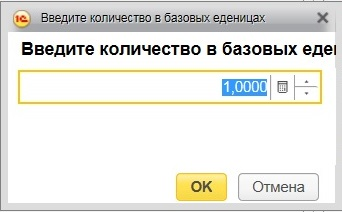 1С Введите количество в базовых еденицах
Введите количество в базовых еде
1,0000
OK
Отмена